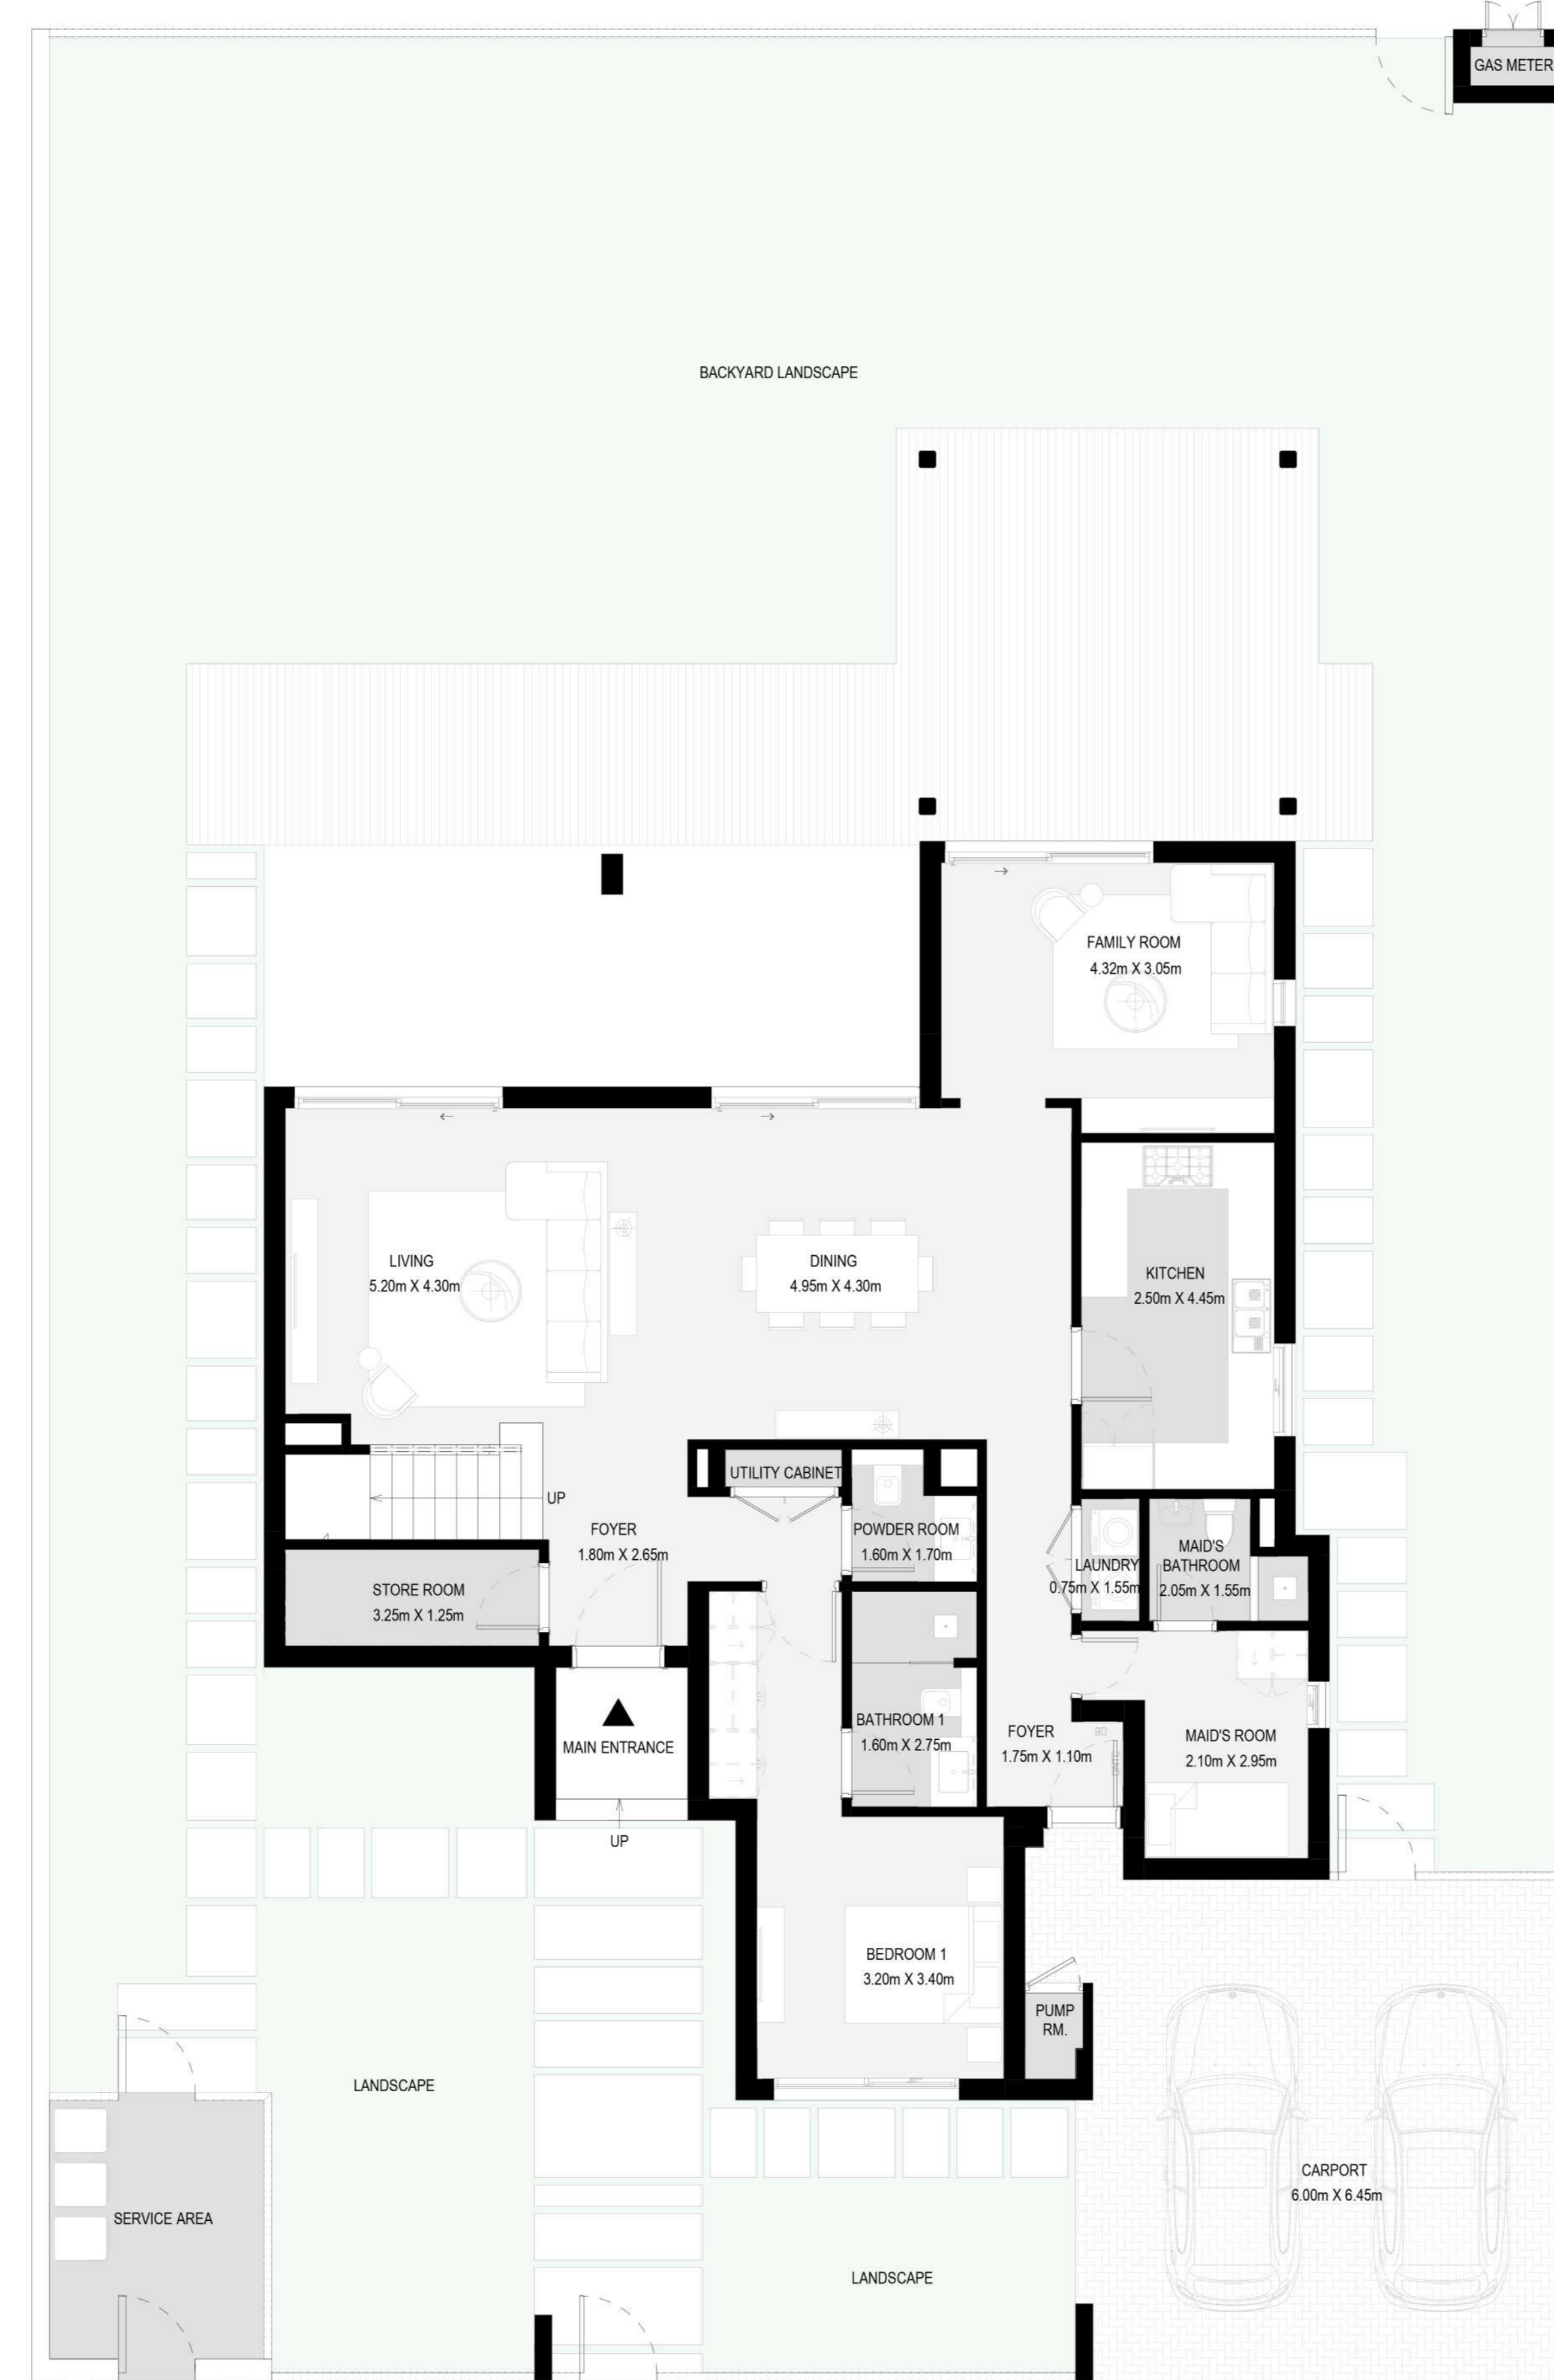 GAS METER
BACKYARD LANDSCAPE
FAMILY ROOM
4.32m X 3.05m
LIVING
5.20m X 4.30m
DINING
4.95m X 4.30m
KITCHEN
2.50m X 4.45m
UTILITY CABINET
UP
FOYER
1.80m X 2.65m
POWDER ROOM
1.60m X 1.70m
STORE ROOM
3.25m X 1.25m
LAUNDRY
0.75m X 1.55m
MAID'S
BATHROOM
2.05m X 1.55m
MAIN ENTRANCE
UP
BATHROOM 1
1.60m X 2.75m
FOYER
1.75m X 1.10m
MAID'S ROOM
2.10m X 2.95m
BEDROOM 1
3.20m X 3.40m
PUMP
RM.
LANDSCAPE
SERVICE AREA
CARPORT
6.00m X 6.45m
LANDSCAPE